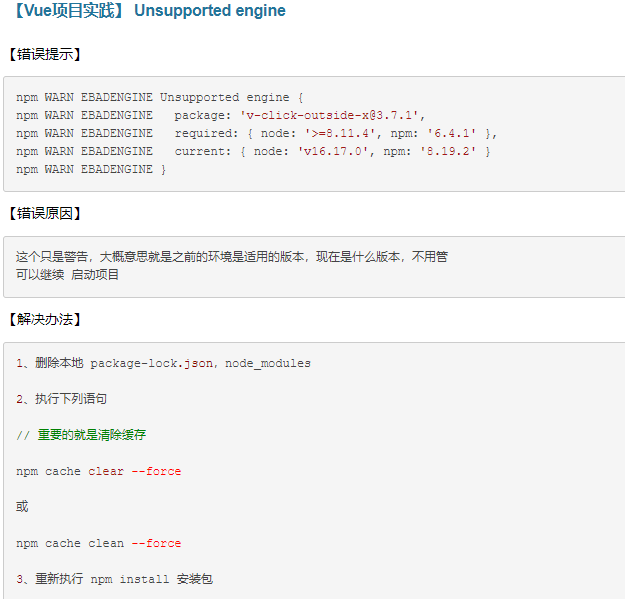 【Vue项目实践】 Unsupported engine
【错误提示】
npm WARN EBADENGINE Unsupported engine {
npm WARN EBADENGINE   package: 'v-click-outside-x@3.7.1',
npm WARN EBADENGINE   required: { node: '>=8.11.4', npm: '6.4.1' },
npm WARN EBADENGINE   current: { node: 'v16.17.0', npm: '8.19.2' }
npm WARN EBADENGINE }
【错误原因】
这个只是警告，大概意思就是之前的环境是适用的版本，现在是什么版本，不用管
可以继续 启动项目
【解决办法】
1、删除本地 package-lock.json，node_modules
2、执行下列语句
// 重要的就是清除缓存
npm cache clear --force
或
npm cache clean --force
3、重新执行 npm install 安装包